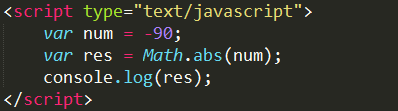 <script type="text/javascript">
    var num = -90;
    var res = Math.abs(num);
    console.log(res);
</script>